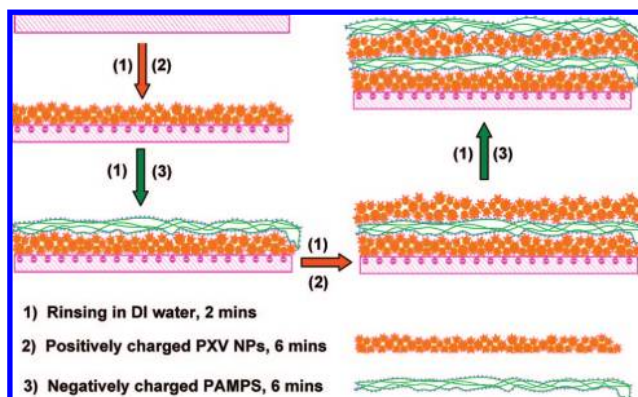 (1) (2)
(1) (3)
(1) (3)
(1)
(2)
1) Rinsing in DI water, 2 mins
2) Positively charged PXV NPs, 6 mins
3) Negatively charged PAMPS, 6 mins